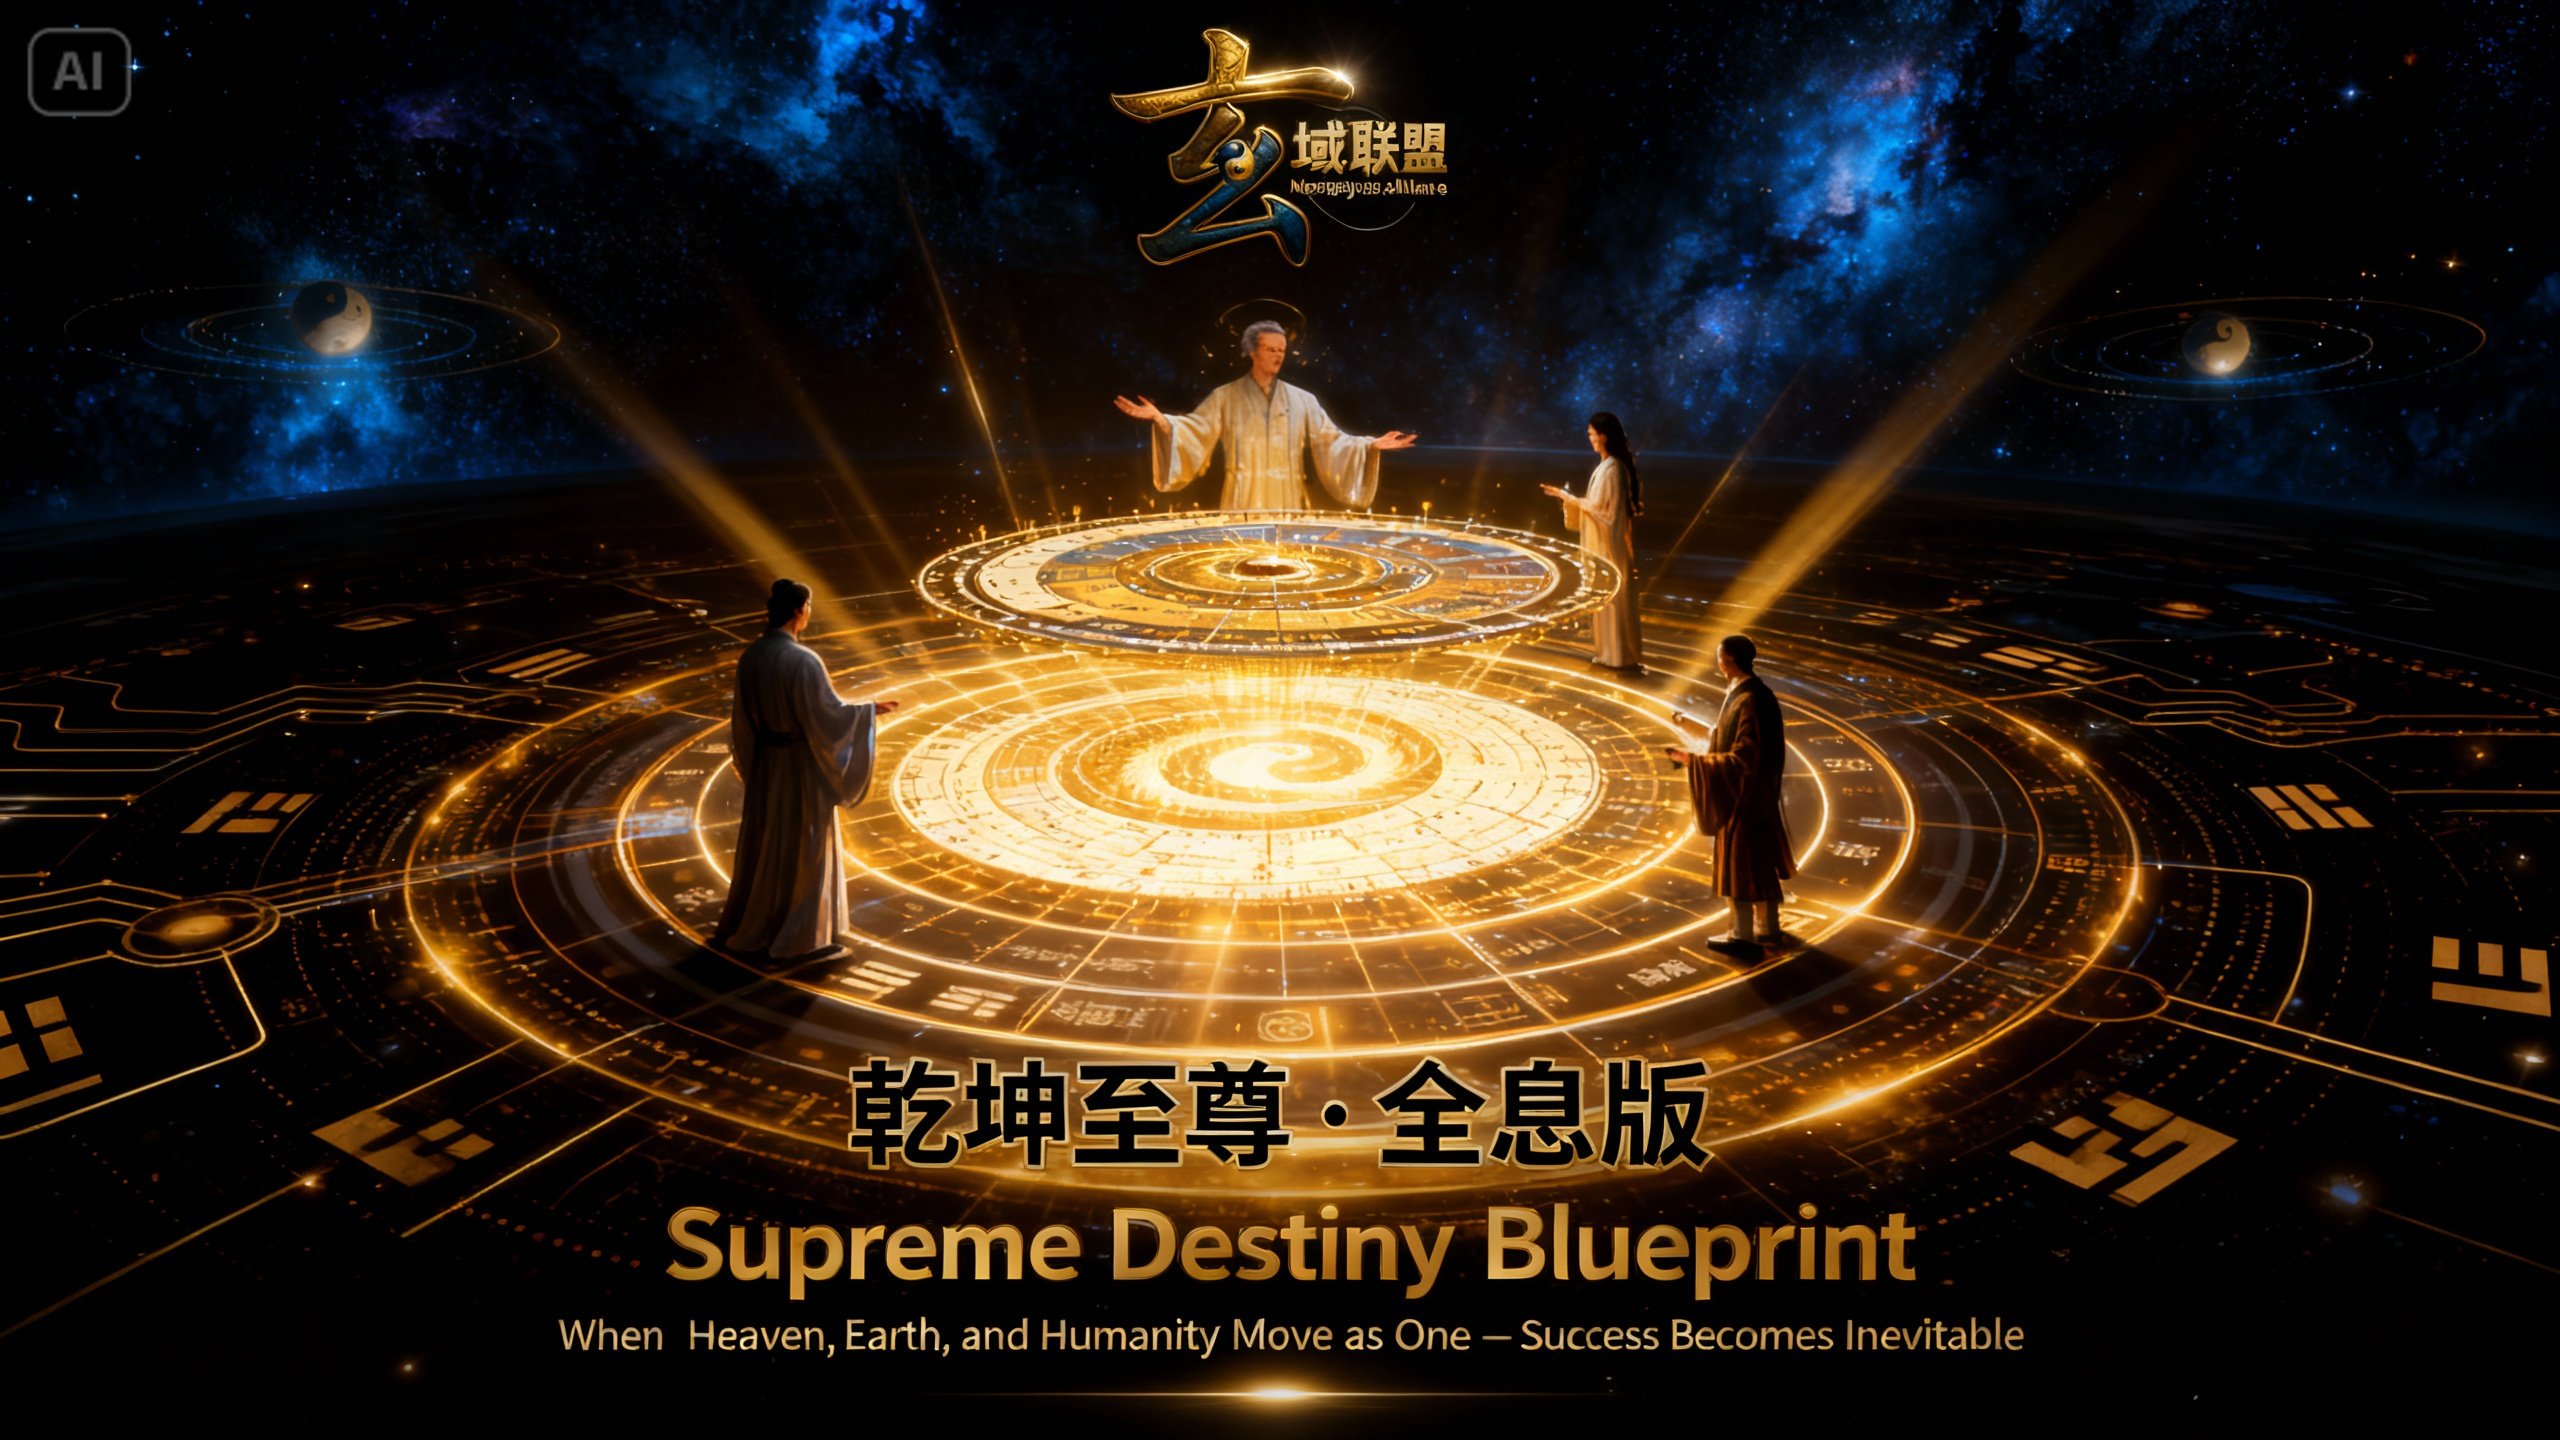 AI
玄
域联盟
乾坤至尊·全息版
Supreme Destiny Blueprint
When Heaven, Earth, and Humanity Move as One — Success Becomes Inevitable